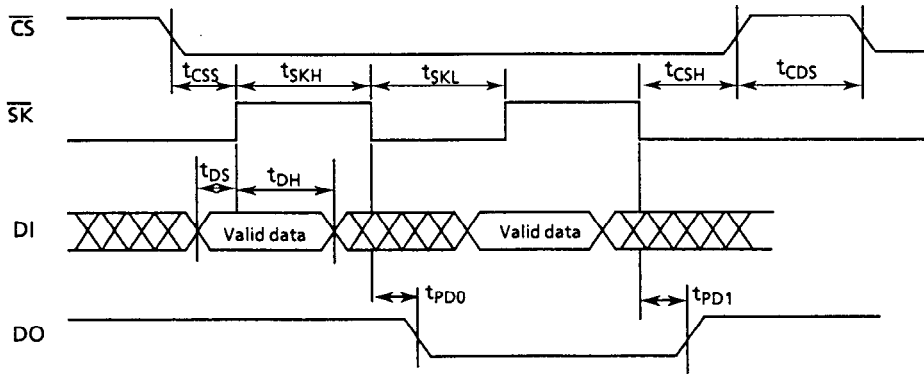 CS
tCSS
tSKH
tSKL
tCSH
tCDS
SK
tDS
tDH
DI
Valid data
Valid data
tPD0
tPD1
DO